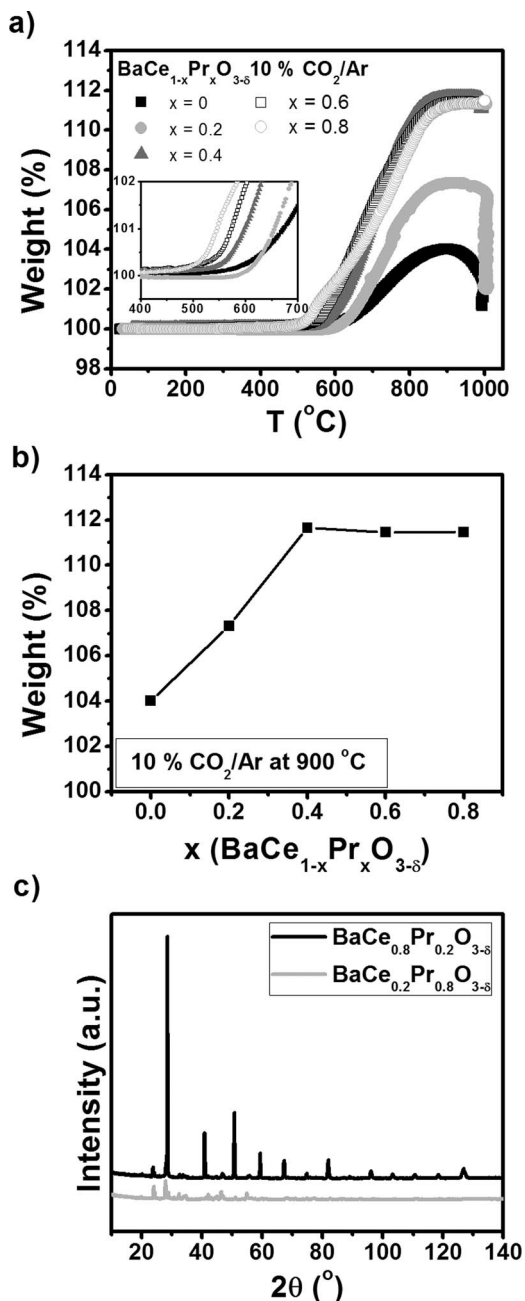 a)
BaCe1-xPrxO3-δ10 % CO2/Ar
x = 0
x = 0.6
x = 0.2
x = 0.8
x = 0.4
114
112
110
108
106
104
102
100
98
Weight (%)
102
101
100
400 500 600 700
0 200 400 600 800 1000
T (oC)
b)
114
112
110
108
106
104
102
100
Weight (%)
10 % CO2/Ar at 900 oC
0.0 0.2 0.4 0.6 0.8
x (BaCe1-xPrxO3-δ)
c)
BaCe0.8Pr0.2O3-δ
BaCe0.2Pr0.8O3-δ
Intensity (a.u.)
20 40 60 80 100 120 140
2θ (o)